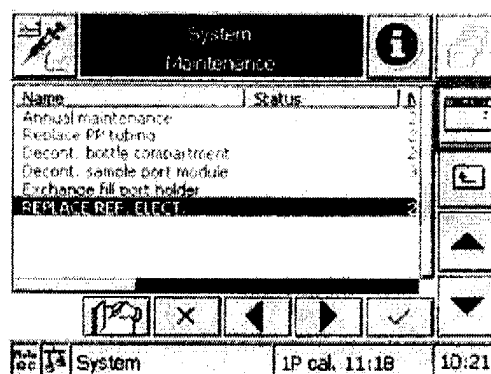 System
Maintenance
Name Status
Annual maintenance
Replace PP tubing
Decont. bottle compartment
Decont. sample port module
Exchange fill port holder
REPLACE REF. ELECT.
System 1P cal. 11:18 10:21